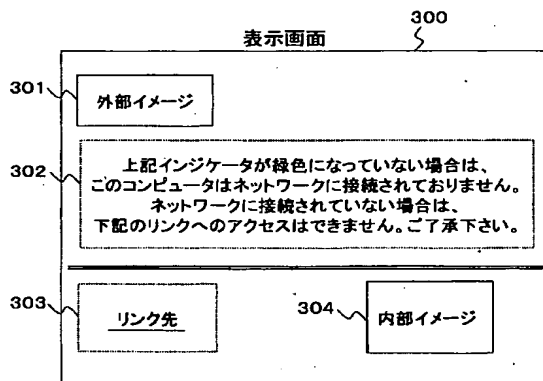 表示画面
300
301
外部イメージ
302
上記インジケータが緑色になっていない場合は、
このコンピュータはネットワークに接続されておりません。
ネットワークに接続されていない場合は、
下記のリンクへのアクセスはできません。ご了承下さい。
303
リンク先
304
内部イメージ